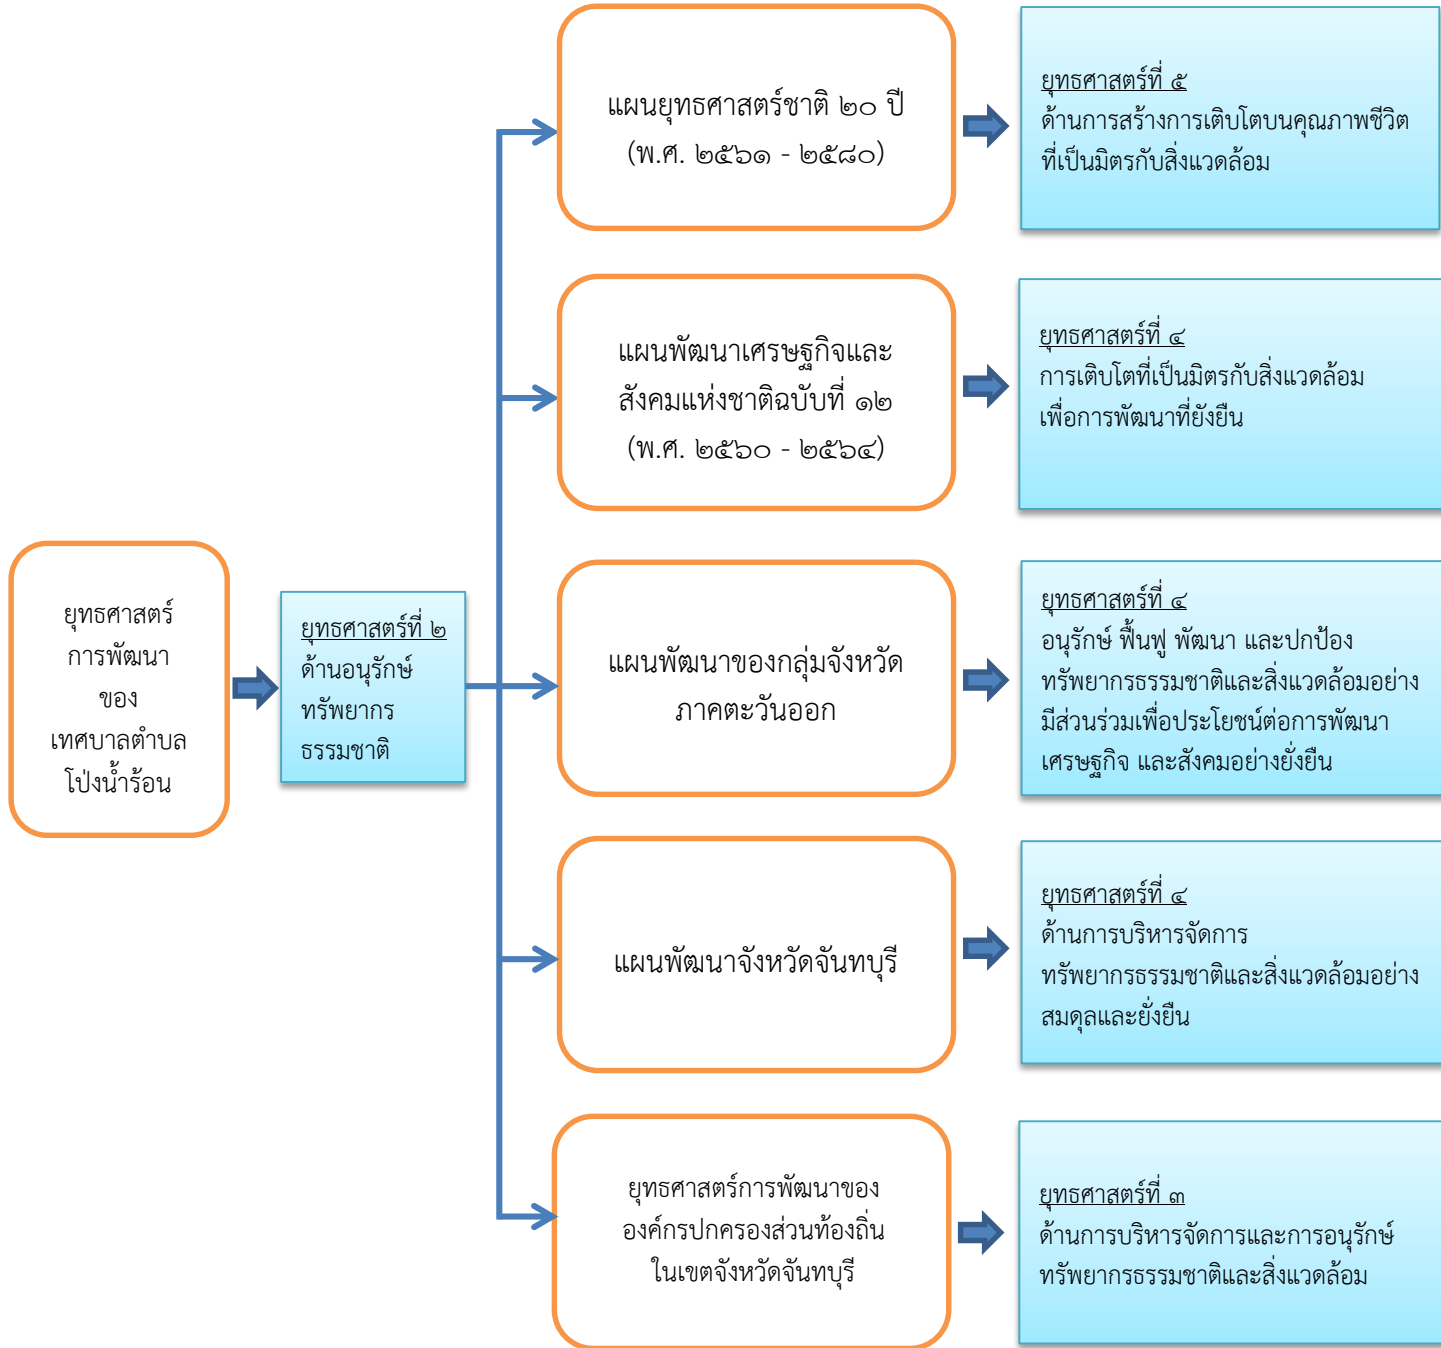 ยุทธศาสตร์
การพัฒนา
ของ
เทศบาลตำบล
โป่งน้ำร้อน
ยุทธศาสตร์ที่ ๒
ด้านอนุรักษ์
ทรัพยากร
ธรรมชาติ
แผนยุทธศาสตร์ชาติ ๒๐ ปี
(พ.ศ. ๒๕๖๑ - ๒๕๘๐)
ยุทธศาสตร์ที่ ๕
ด้านการสร้างการเติบโตบนคุณภาพชีวิต
ที่เป็นมิตรกับสิ่งแวดล้อม
แผนพัฒนาเศรษฐกิจและ
สังคมแห่งชาติฉบับที่ ๑๒
(พ.ศ. ๒๕๖๐ - ๒๕๖๔)
ยุทธศาสตร์ที่ ๔
การเติบโตที่เป็นมิตรกับสิ่งแวดล้อม
เพื่อการพัฒนาที่ยังยืน
แผนพัฒนาของกลุ่มจังหวัด
ภาคตะวันออก
ยุทธศาสตร์ที่ ๔
อนุรักษ์ ฟื้นฟู พัฒนา และปกป้อง
ทรัพยากรธรรมชาติและสิ่งแวดล้อมอย่าง
มีส่วนร่วมเพื่อประโยชน์ต่อการพัฒนา
เศรษฐกิจ และสังคมอย่างยั่งยืน
แผนพัฒนาจังหวัดจันทบุรี
ยุทธศาสตร์ที่ ๔
ด้านการบริหารจัดการ
ทรัพยากรธรรมชาติและสิ่งแวดล้อมอย่าง
สมดุลและยั่งยืน
ยุทธศาสตร์การพัฒนาของ
องค์กรปกครองส่วนท้องถิ่น
ในเขตจังหวัดจันทบุรี
ยุทธศาสตร์ที่ ๓
ด้านการบริหารจัดการและการอนุรักษ์
ทรัพยากรธรรมชาติและสิ่งแวดล้อม